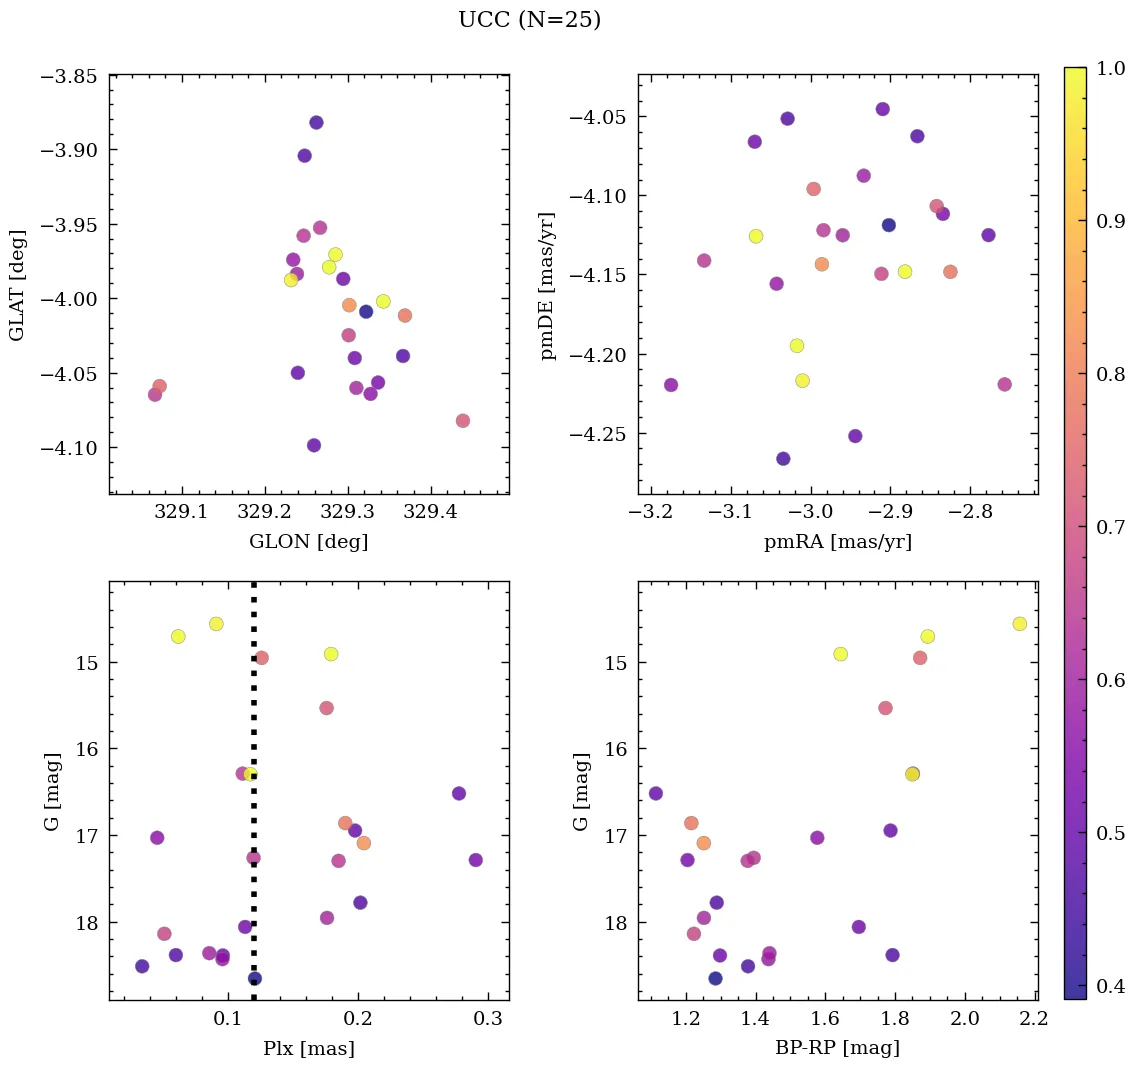 UCC (N=25)
−3.85
−3.90
−3.95
−4.00
−4.05
−4.10
GLAT [deg]
329.1 329.2 329.3 329.4
GLON [deg]
−4.05
−4.10
−4.15
−4.20
−4.25
pmDE [mas/yr]
−3.2 −3.1 −3.0 −2.9 −2.8
pmRA [mas/yr]
15
16
17
18
G [mag]
0.1 0.2 0.3
Plx [mas]
15
16
17
18
G [mag]
1.2 1.4 1.6 1.8 2.0 2.2
BP-RP [mag]
1.0
0.9
0.8
0.7
0.6
0.5
0.4